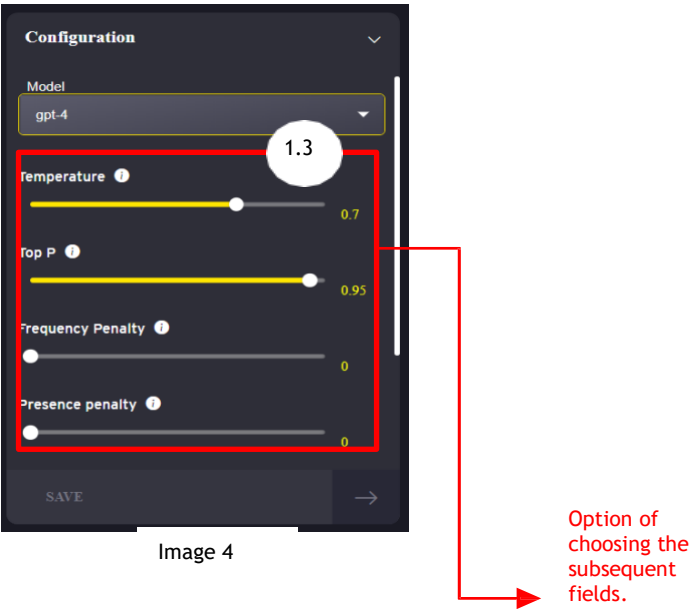 Configuration
Model
gpt-4
1.3
Temperature
0.7
Top P
0.95
Frequency Penalty
0
Presence penalty
0
SAVE
Image 4
Option of
choosing the
subsequent
fields.